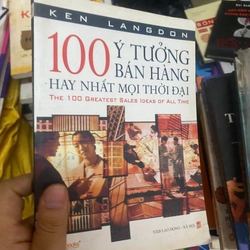 KEN LANGDON
100 Ý TƯỞNG
BÁN HÀNG
HAY NHẤT MỌI THỜI ĐẠI
THE 100 GREATEST SALES IDEAS OF ALL TIME